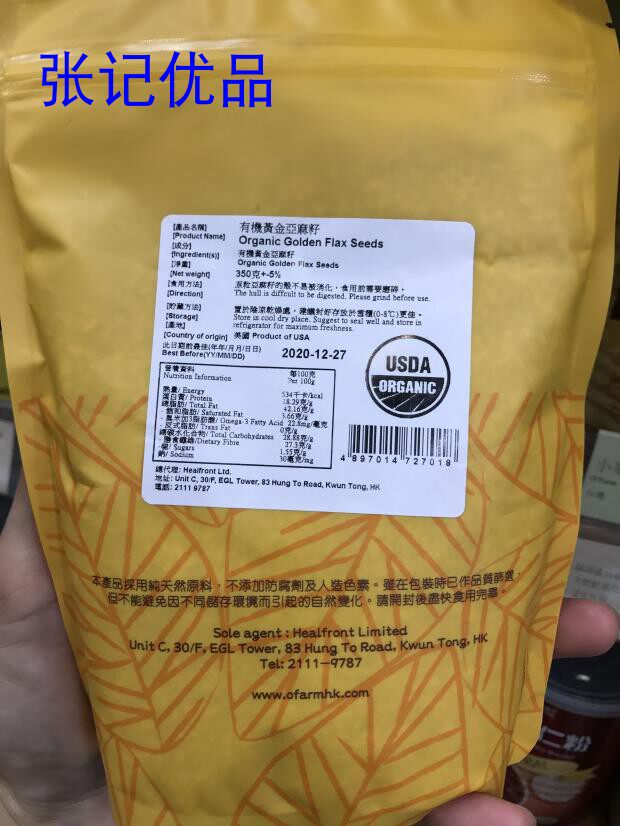 张记优品
[產品名稱] 有機黃金亞麻籽
[Product Name] Organic Golden Flax Seeds
[成分] 有機黃金亞麻籽
[Ingredient(s)] Organic Golden Flax Seeds
[淨重]
[Net weight] 350克+-5%
[食用方法] 原粒亞麻籽的殼不易被消化，食用前需要磨碎。
[Direction] The hull is diffcult to be digested. Please grind before use.
[貯藏方法] 置於陰涼乾燥處，建議封好存放於雪櫃(0-8℃)更佳。
[Storage] Store in cool dry place. Suggest to seal well and store in
refrigerator for maximum freshness.
[產地]
[Country of origin] 美國 Product of USA
此日期前最佳(年年/月月/日日)
Best Before(YY/MM/DD) 2020-12-27
USDA
ORGANIC
營養資料 每100克
Nutrition Information Per 100g
熱量/ Energy 534千卡/kcal
蛋白質/ Protein 18.29克/g
總脂肪/ Total Fat 42.16克/g
- 飽和脂肪/ Saturated Fat 3.66克/g
- 奧米加3脂肪酸/ Omega-3 Fatty Acid 22.8mg/毫克
- 反式脂肪/ Trans Fat 0克/g
總碳水化合物/ Total Carbohydrates 28.88克/g
- 膳食纖維/Dietary Fibre 27.3克/g
- 糖/ Sugars 1.55克/g
鈉/ Sodium 30毫克/mg
4 897014 727018
總代理: Healfront Ltd.
地址: Unit C, 30/F, EGL Tower, 83 Hung To Road, Kwun Tong, HK
電話: 2111 9787
本產品採用純天然原料，不添加防腐劑及人造色素。雖在包裝時已作品質篩選，
但不能避免因不同儲存環境而引起的自然變化。請開封後盡快食用完畢。
Sole agent : Healfront Limited
Unit C, 30/F, EGL Tower, 83 Hung To Road, Kwun Tong, HK
Tel: 2111-9787
www.ofarmhk.com
仁粉